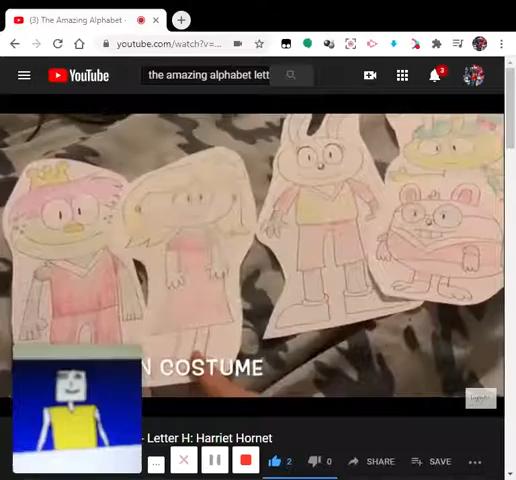 (3) The Amazing Alphabet -
youtube.com/watch?v=...
YouTube
the amazing alphabet lett
3
N COSTUME
- Letter H: Harriet Hornet
2
0
SHARE
SAVE